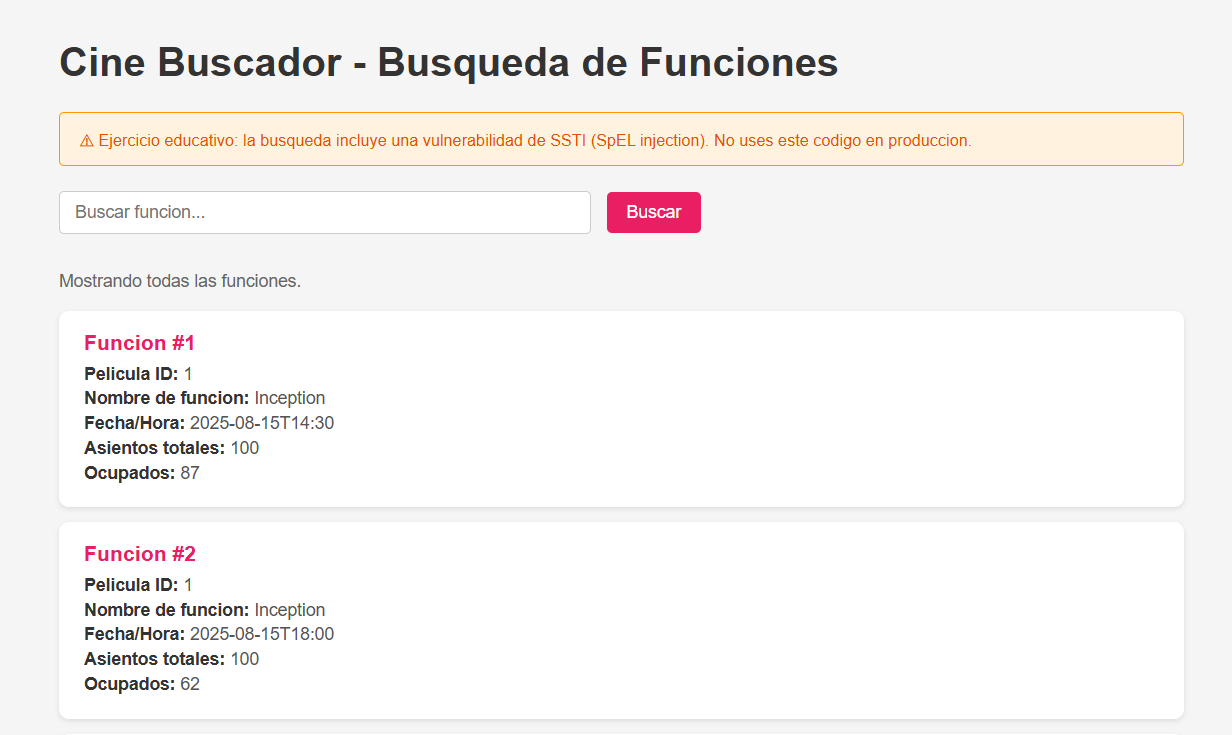 Cine Buscador - Busqueda de Funciones
⚠ Ejercicio educativo: la busqueda incluye una vulnerabilidad de SSTI (SpEL injection). No uses este codigo en produccion.
Buscar funcion...
Buscar
Mostrando todas las funciones.
Funcion #1
Pelicula ID: 1
Nombre de funcion: Inception
Fecha/Hora: 2025-08-15T14:30
Asientos totales: 100
Ocupados: 87
Funcion #2
Pelicula ID: 1
Nombre de funcion: Inception
Fecha/Hora: 2025-08-15T18:00
Asientos totales: 100
Ocupados: 62